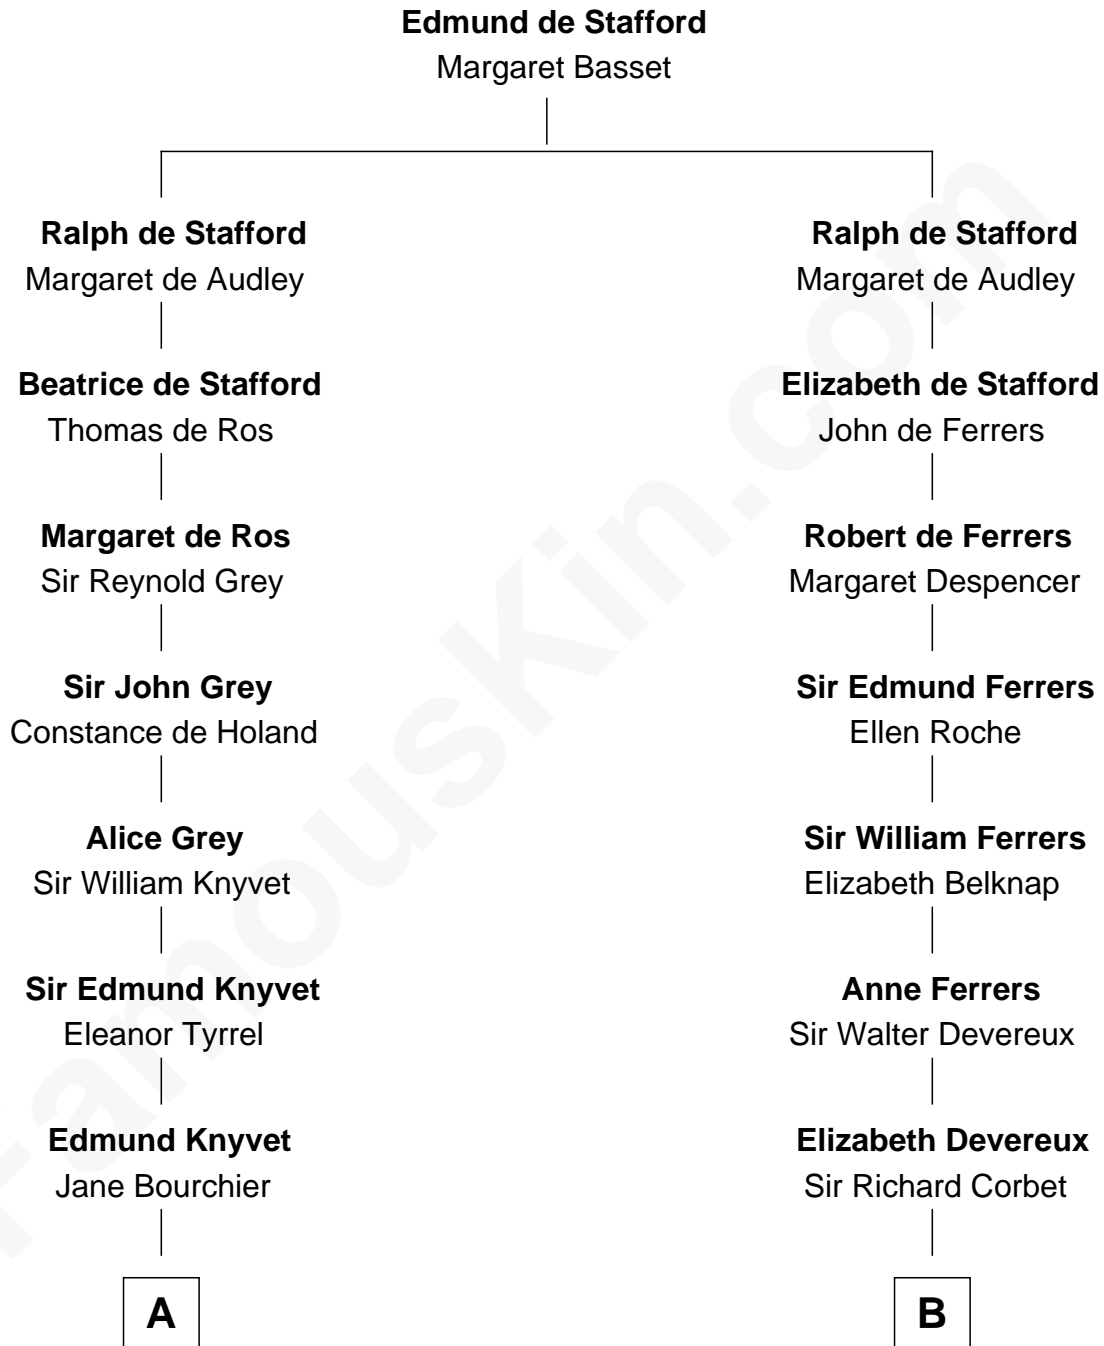 Edmund de Stafford
Margaret Basset
Ralph de Stafford
Margaret de Audley
Ralph de Stafford
Margaret de Audley
Beatrice de Stafford
Thomas de Ros
Elizabeth de Stafford
John de Ferrers
Margaret de Ros
Sir Reynold Grey
Robert de Ferrers
Margaret Despencer
Sir John Grey
Constance de Holand
Sir Edmund Ferrers
Ellen Roche
Alice Grey
Sir William Knyvet
Sir William Ferrers
Elizabeth Belknap
Sir Edmund Knyvet
Eleanor Tyrrel
Anne Ferrers
Sir Walter Devereux
Edmund Knyvet
Jane Bourchier
Elizabeth Devereux
Sir Richard Corbet
A
B
FamousKin.com